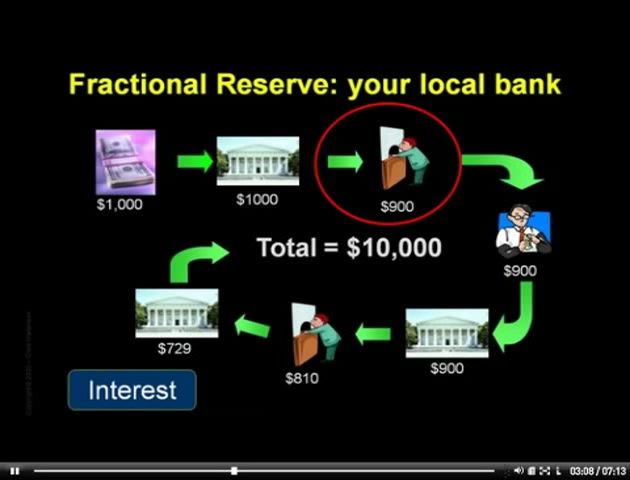 Fractional Reserve: your local bank
$1,000
$1000
$900
$900
Total = $10,000
$729
$810
$900
Interest
03:08 / 07:13